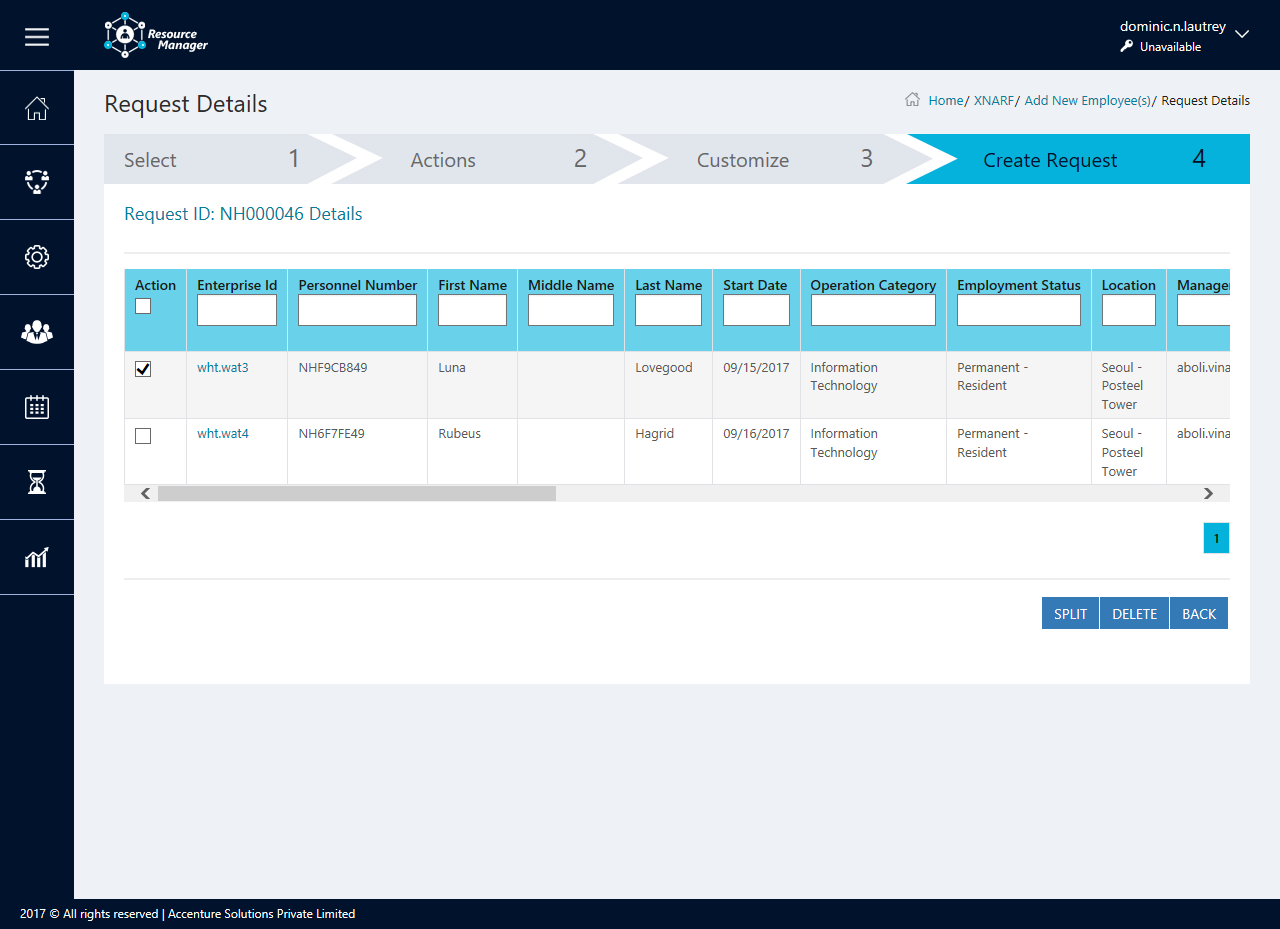 Resource
Manager
dominic.n.lautrey
Unavailable
Request Details
Home/ XNARF/ Add New Employee(s)/ Request Details
Select 1 Actions 2 Customize 3 Create Request 4
Request ID: NH000046 Details
Action Enterprise Id Personnel Number First Name Middle Name Last Name Start Date Operation Category Employment Status Location Manager
wht.wat3 NHF9CB849 Luna Lovegood 09/15/2017 Information Permanent - Seoul - aboli.vina
Technology Resident Posteel
Tower
wht.wat4 NH6F7FE49 Rubeus Hagrid 09/16/2017 Information Permanent - Seoul - aboli.vina
Technology Resident Posteel
Tower
1
SPLIT DELETE BACK
2017 © All rights reserved | Accenture Solutions Private Limited